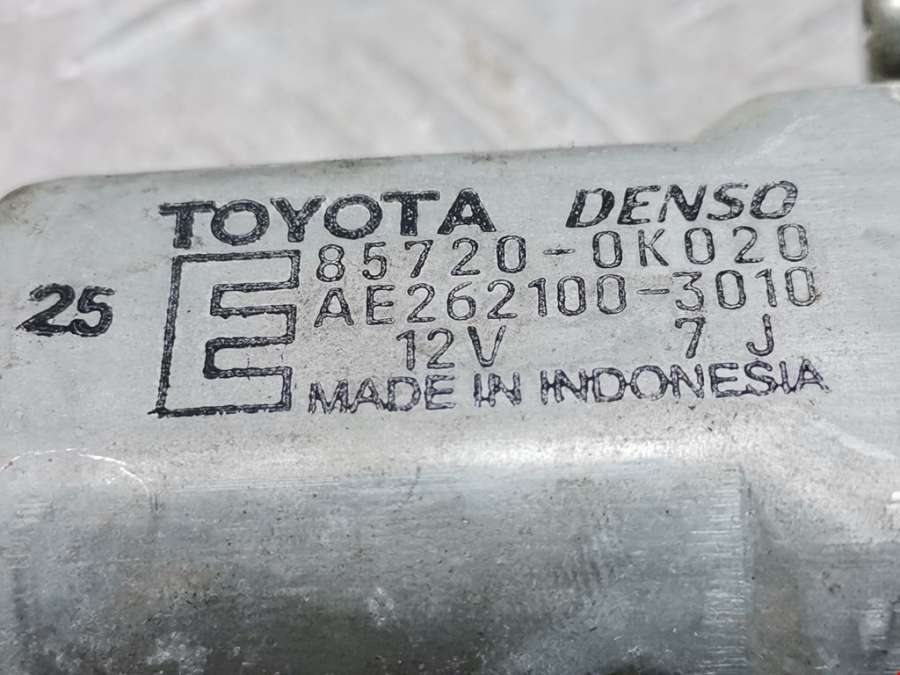 TOYOTA DENSO
85720-0K020
AE262100-3010
25
E
12V 7 J
MADE IN INDONESIA